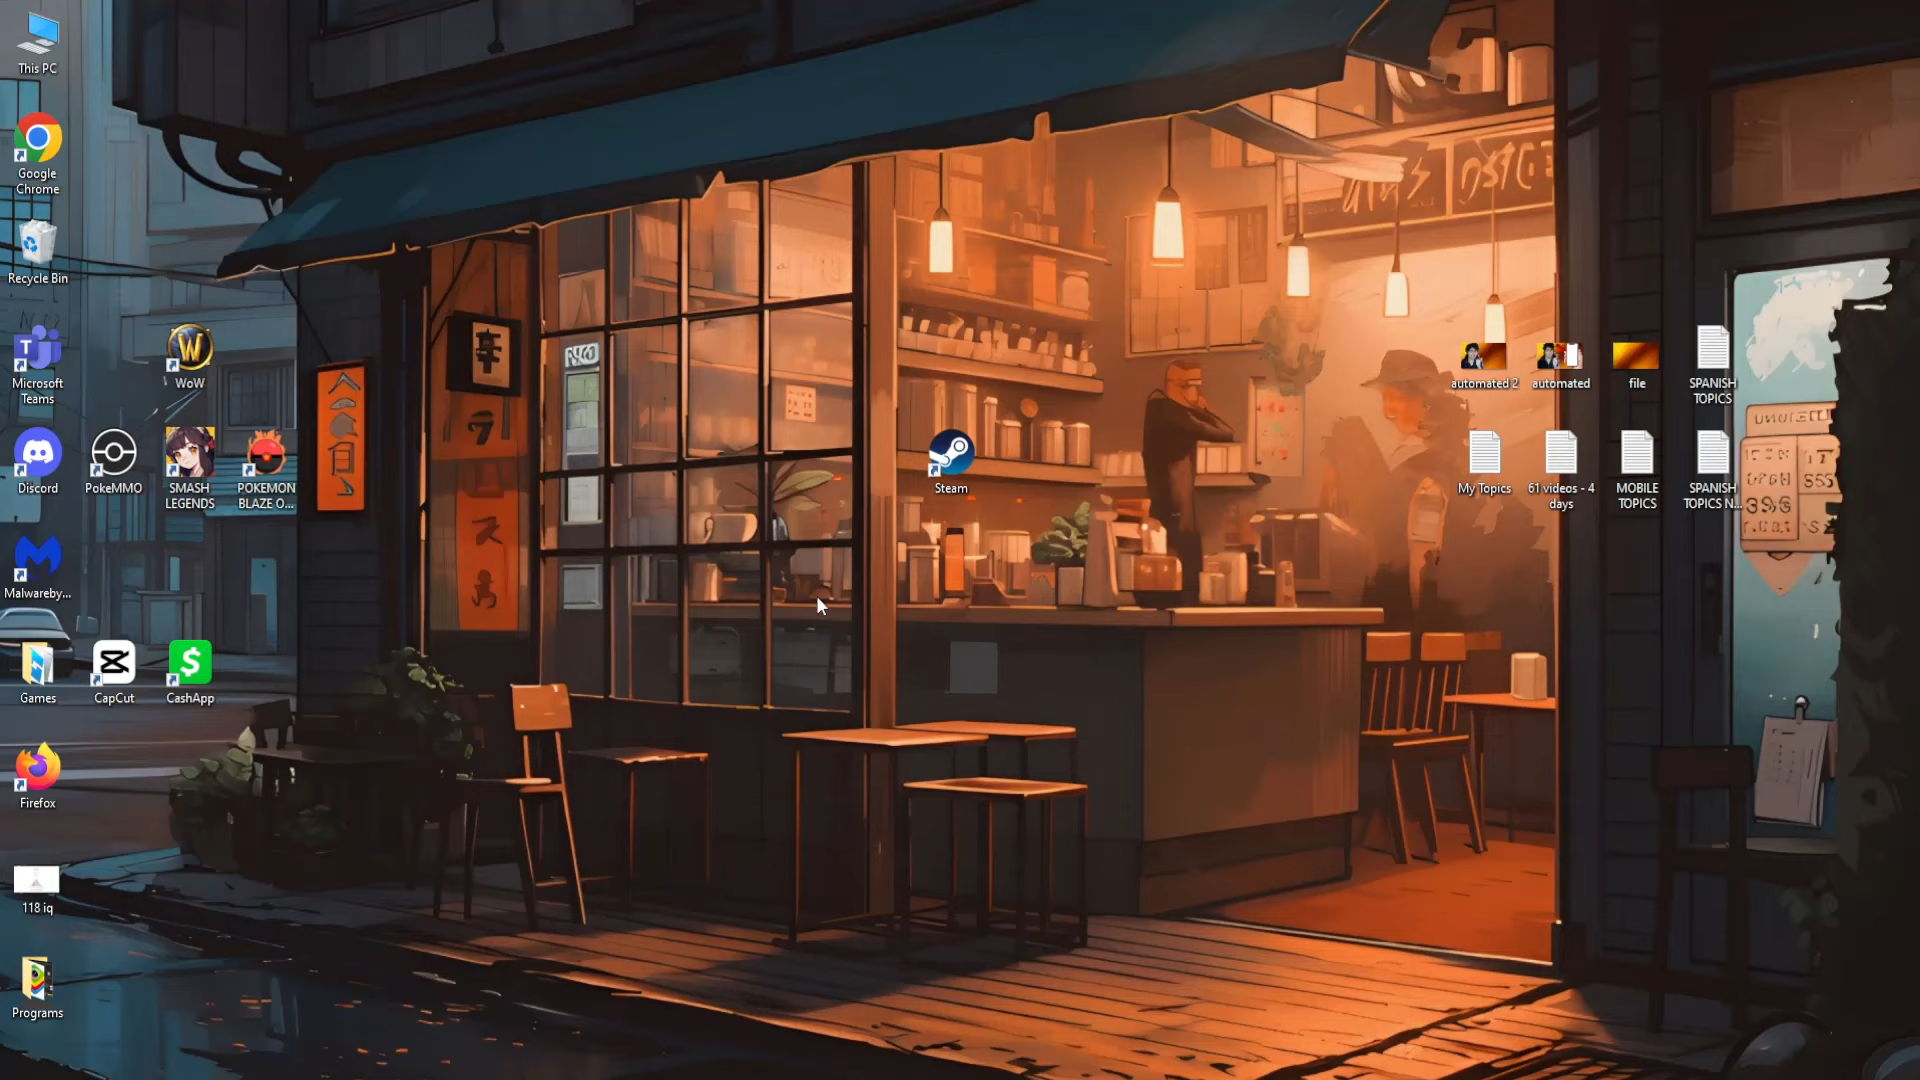 This PC
Google
Chrome
Recycle Bin
Microsoft
Teams
WoW
Discord
PokeMMO
SMASH
LEGENDS
POKEMON
BLAZE O...
Malwareby...
Games
CapCut
CashApp
Firefox
118 iq
Programs
Steam
automated 2
automated
file
SPANISH
TOPICS
My Topics
61 videos - 4
days
MOBILE
TOPICS
SPANISH
TOPICS N...